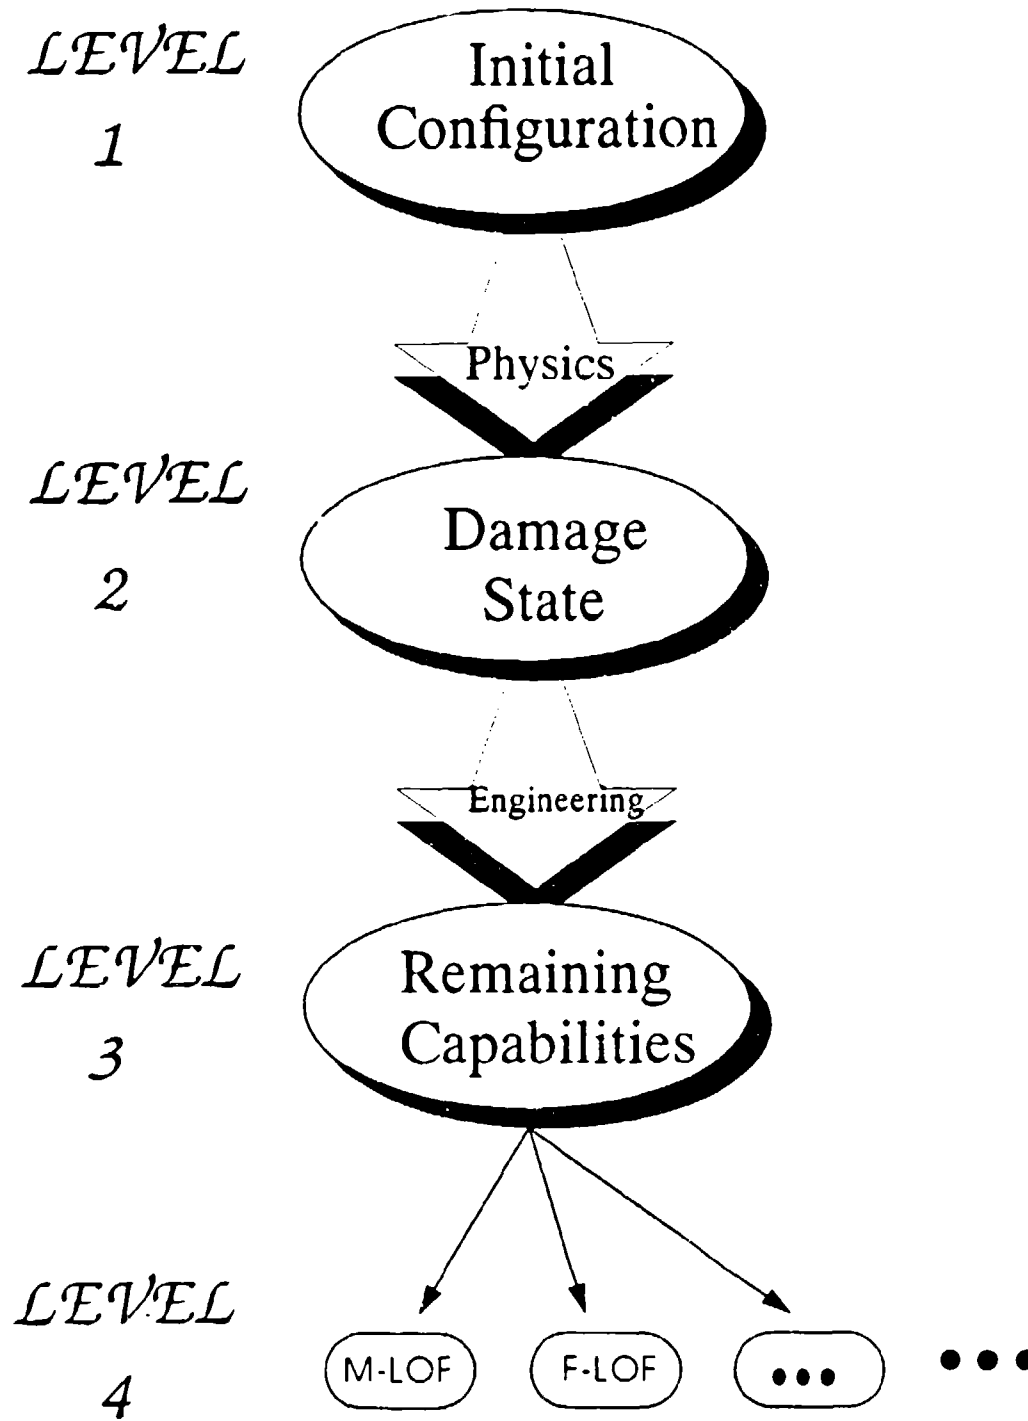 LEVEL
1
Initial
Configuration
Physics
LEVEL
2
Damage
State
Engineering
LEVEL
3
Remaining
Capabilities
LEVEL
4
M-LOF
F-LOF
•••
•••